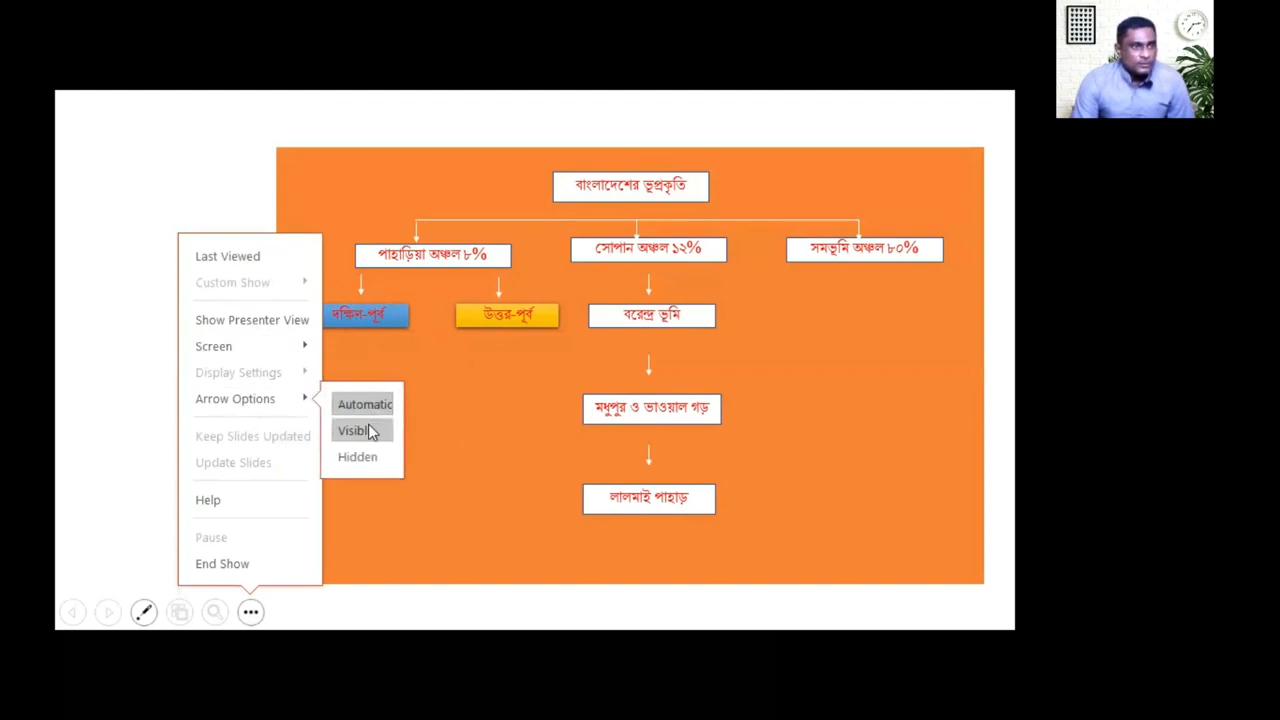 বাংলাদেশের ভূপ্রকৃতি
পাহাড়িয়া অঞ্চল ৮%
সোপান অঞ্চল ১২%
সমভূমি অঞ্চল ৮০%
দক্ষিন-পূর্ব
উত্তর-পূর্ব
বরেন্দ্র ভূমি
মধুপুর ও ভাওয়াল গড়
লালমাই পাহাড়
Last Viewed
Custom Show
Show Presenter View
Screen
Display Settings
Arrow Options
Keep Slides Updated
Update Slides
Help
Pause
End Show
Automatic
Hidden